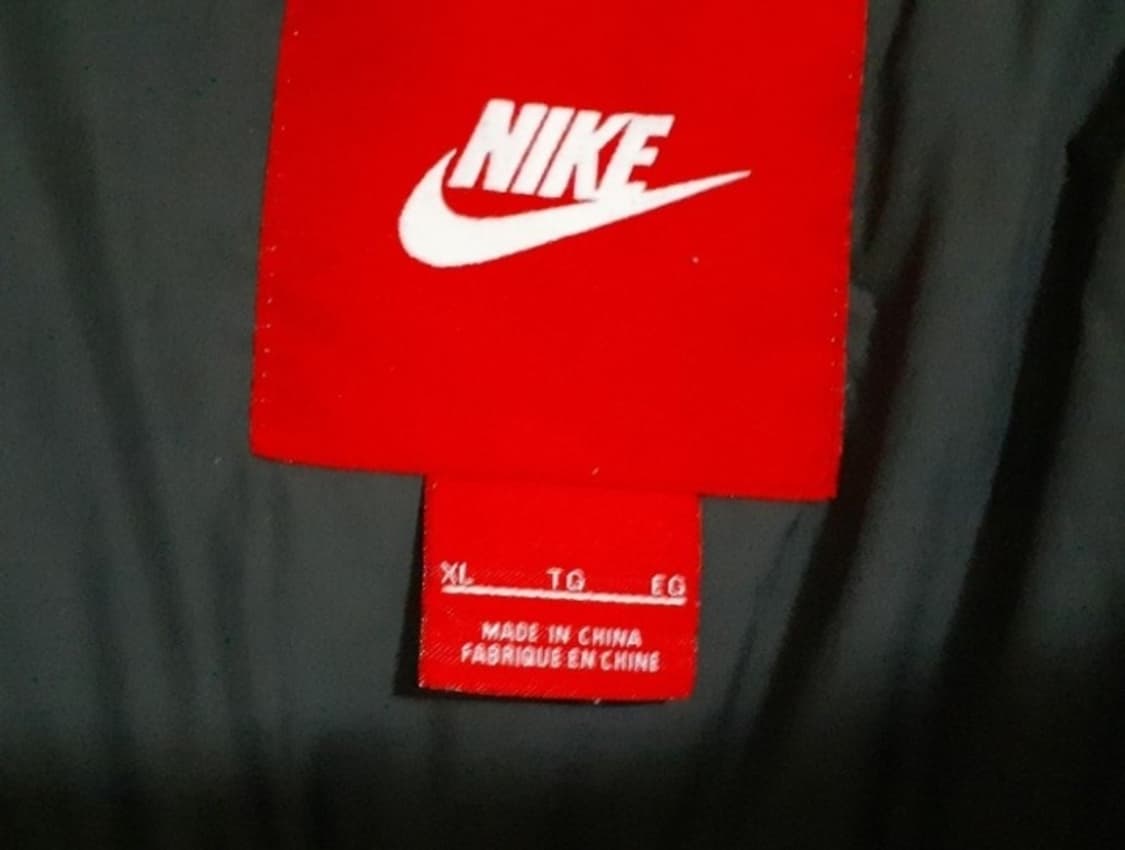 NIKE
XL TG EG
MADE IN CHINA
FABRIQUE EN CHINE